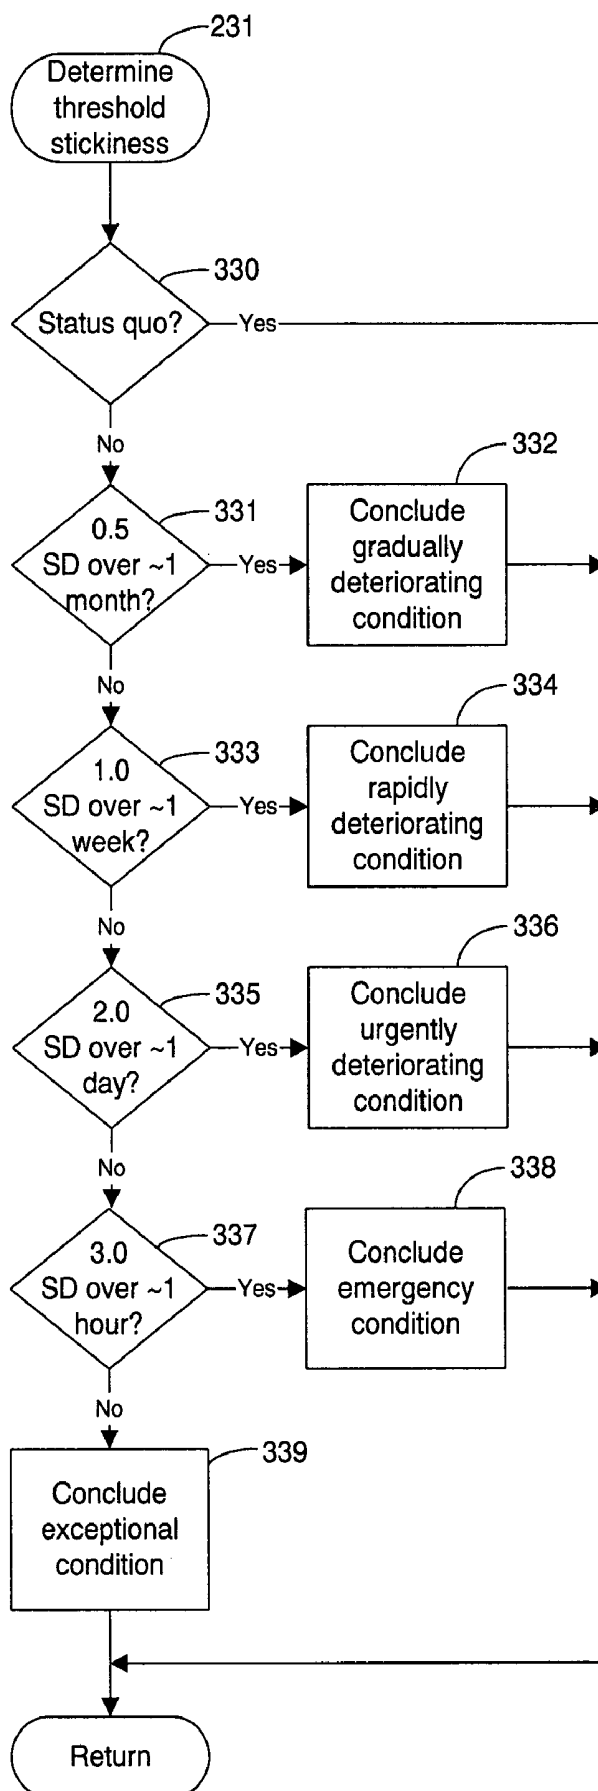 231
Determine
threshold
stickiness
330
Status quo?
Yes
No
332
331
0.5
SD over ~1
month?
Yes
Conclude
gradually
deteriorating
condition
No
334
333
1.0
SD over ~1
week?
Yes
Conclude
rapidly
deteriorating
condition
No
336
335
2.0
SD over ~1
day?
Yes
Conclude
urgently
deteriorating
condition
No
338
337
3.0
SD over ~1
hour?
Yes
Conclude
emergency
condition
No
339
Conclude
exceptional
condition
Return